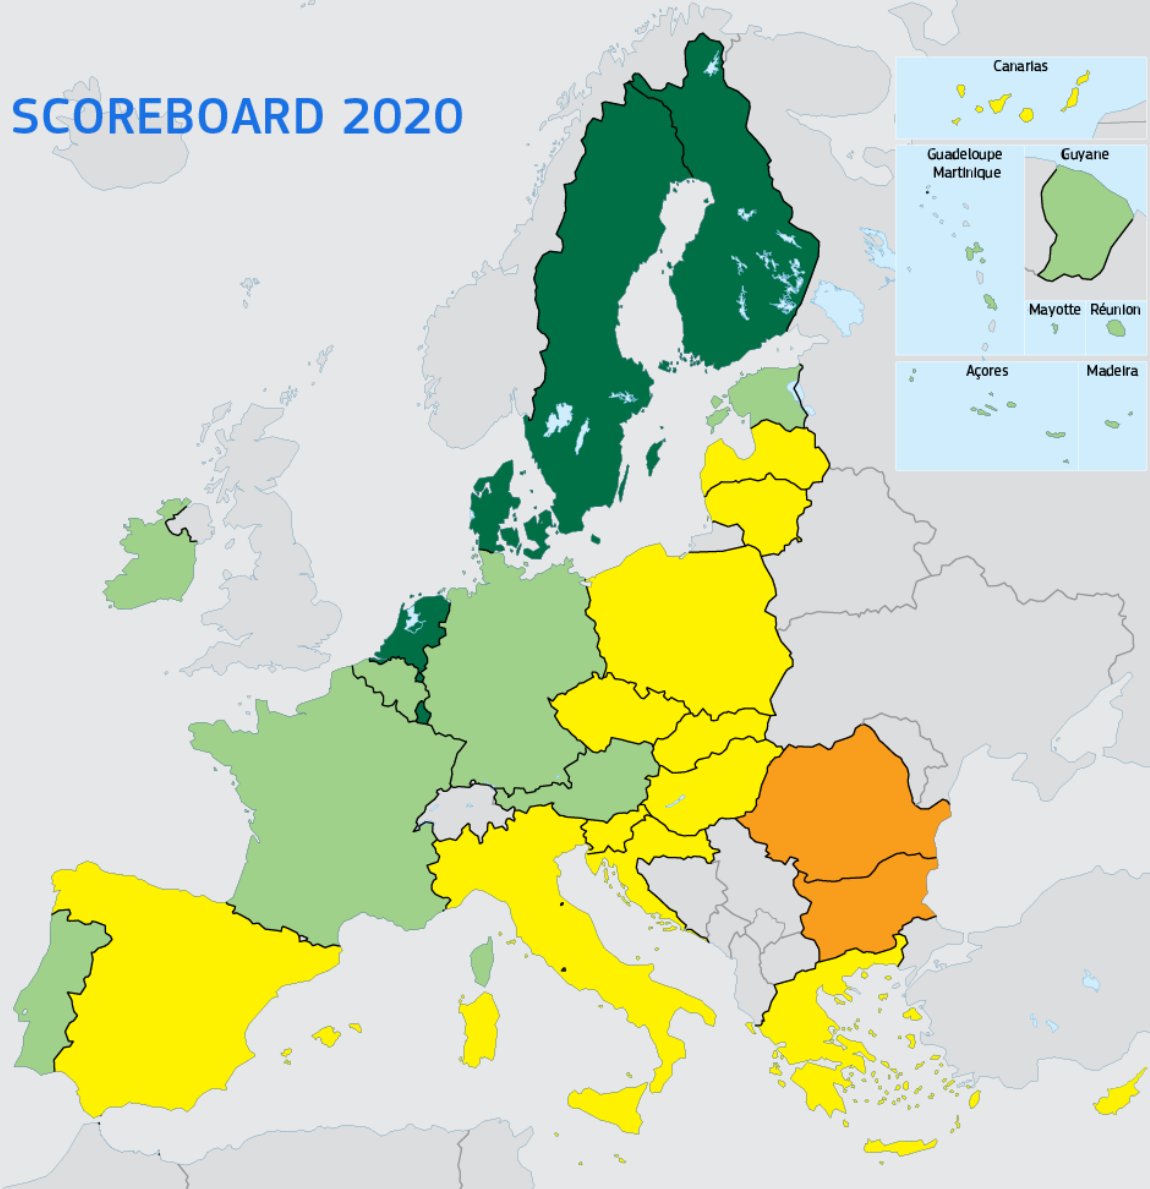 SCOREBOARD 2020
Canarias
Guadeloupe
Martinique
Guyane
Mayotte
Réunion
Açores
Madeira